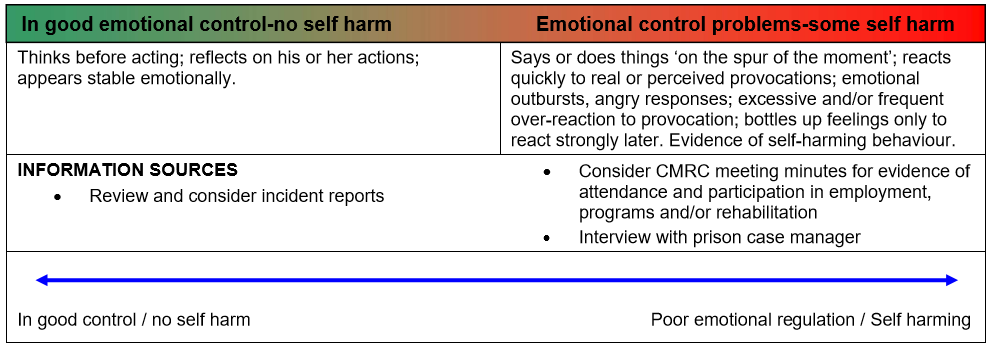 In good emotional control-no self harm
Emotional control problems-some self harm
Thinks before acting; reflects on his or her actions;
appears stable emotionally.
Says or does things ‘on the spur of the moment’; reacts
quickly to real or perceived provocations; emotional
outbursts, angry responses; excessive and/or frequent
over-reaction to provocation; bottles up feelings only to
react strongly later. Evidence of self-harming behaviour.
INFORMATION SOURCES
• Review and consider incident reports
• Consider CMRC meeting minutes for evidence of
attendance and participation in employment,
programs and/or rehabilitation
• Interview with prison case manager
In good control / no self harm
Poor emotional regulation / Self harming